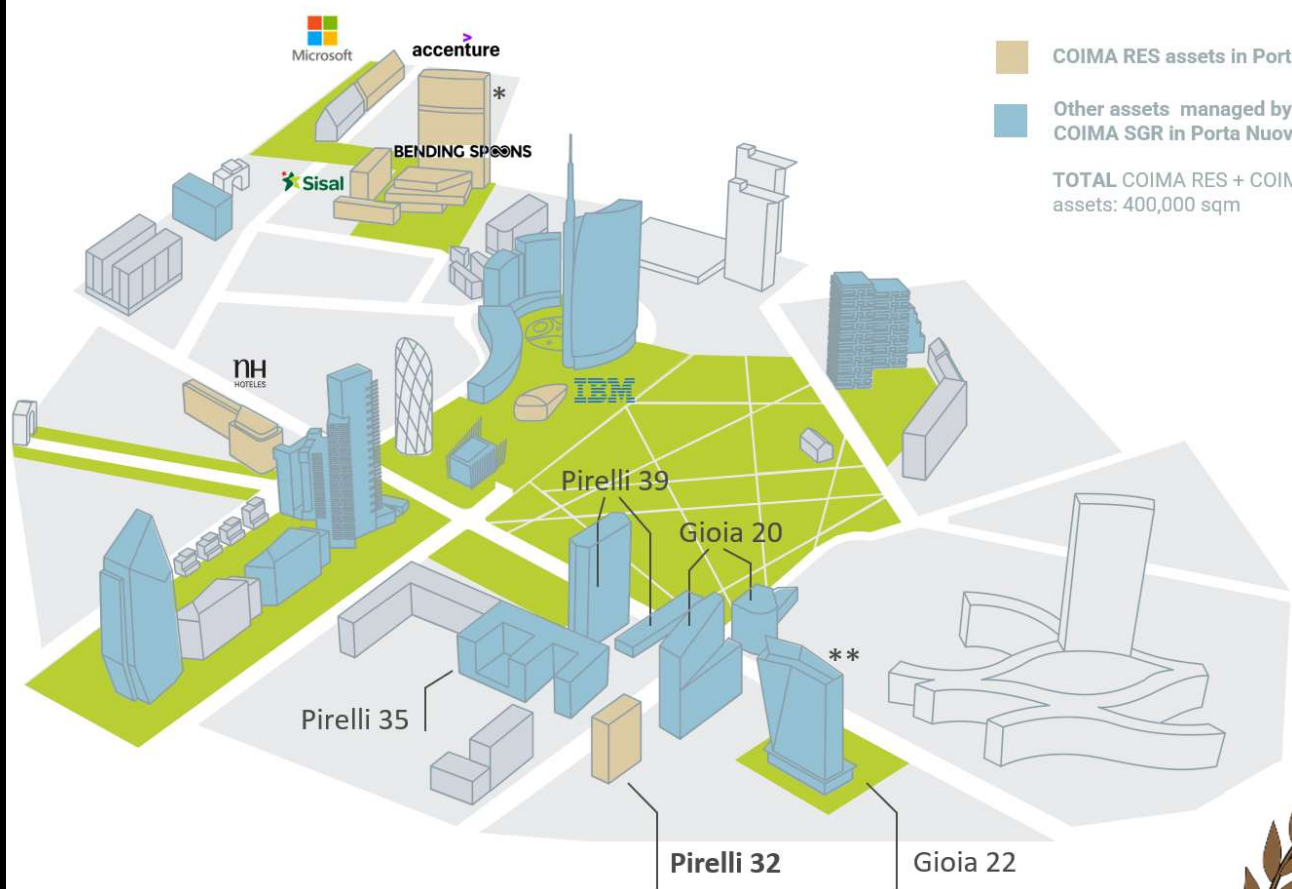 Microsoft
>
accenture
*
BENDING SPOONS
Sisal
COIMA RES assets in Port
Other assets managed by
COIMA SGR in Porta Nuov
TOTAL COIMA RES + COIM
assets: 400,000 sqm
nH
HOTELES
IBM
Pirelli 39
Gioia 20
**
Pirelli 35
Pirelli 32
Gioia 22